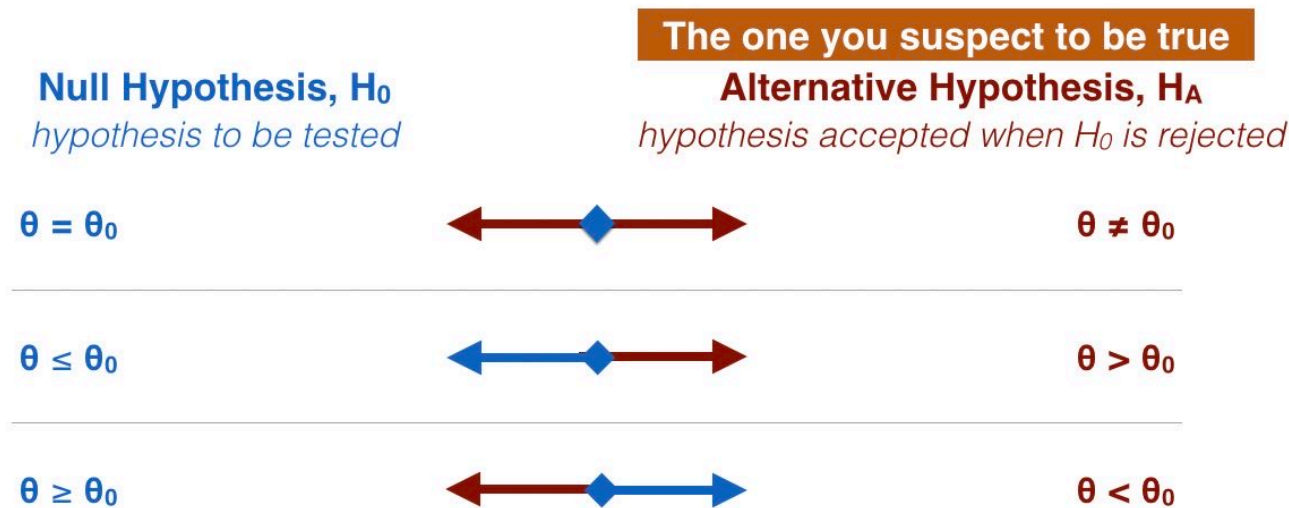 The one you suspect to be true
Null Hypothesis, H₀
Alternative Hypothesis, H_A
hypothesis to be tested
hypothesis accepted when H₀ is rejected
θ = θ₀
θ ≠ θ₀
θ ≤ θ₀
θ > θ₀
θ ≥ θ₀
θ < θ₀